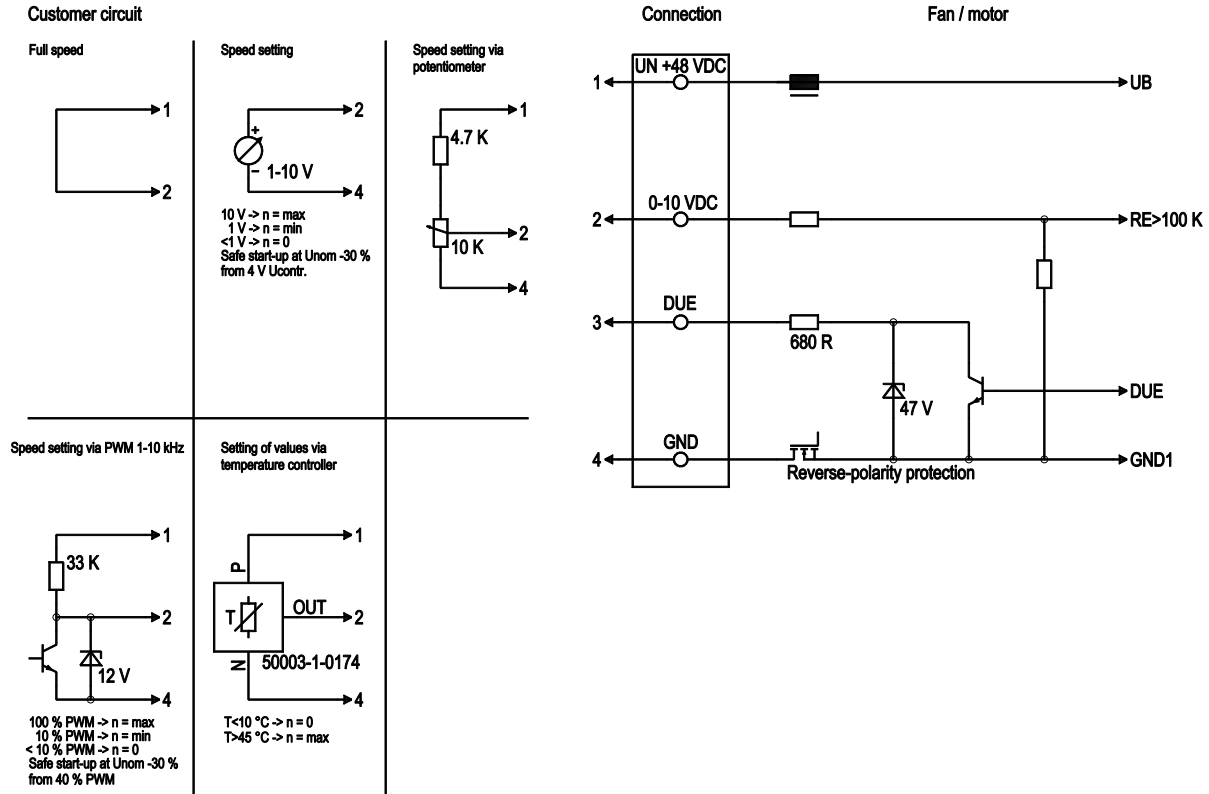 Customer circuit
Connection
Fan / motor
Full speed
1
2
Speed setting
2
+
–
1-10 V
4
10 V -> n = max
1 V -> n = min
<1 V -> n = 0
Safe start-up at Unom -30 %
from 4 V Ucontr.
Speed setting via
potentiometer
1
4.7 K
2
10 K
4
Speed setting via PWM 1-10 kHz
1
33 K
2
12 V
4
100 % PWM -> n = max
10 % PWM -> n = min
< 10 % PWM -> n = 0
Safe start-up at Unom -30 %
from 40 % PWM
Setting of values via
temperature controller
1
P
T
OUT
2
N
50003-1-0174
4
T<10 °C -> n = 0
T>45 °C -> n = max
UN +48 VDC
1
UB
0-10 VDC
2
RE>100 K
DUE
3
680 R
47 V
DUE
GND
4
GND1
Reverse-polarity protection